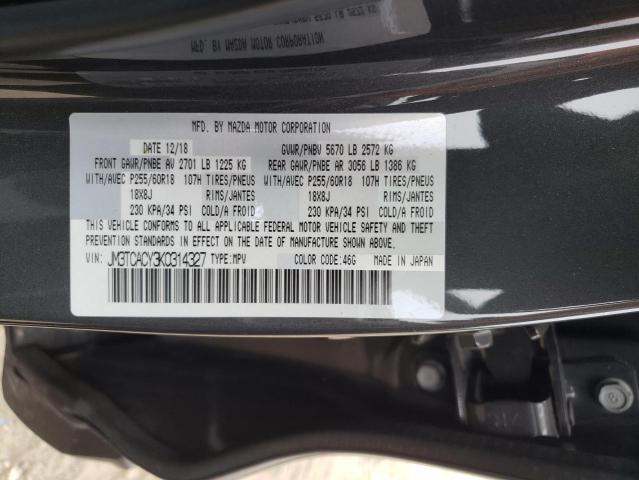 MFD. BY MAZDA MOTOR CORPORATION
DATE 12/18 GVWR/PNBV 5670 LB 2572 KG
FRONT GAWR/PNBE AV 2701 LB 1225 KG REAR GAWR/PNBE AR 3056 LB 1386 KG
WITH/AVEC P255/60R18 107H TIRES/PNEUS WITH/AVEC P255/60R18 107H TIRES/PNEUS
18X8J RIMS/JANTES 18X8J RIMS/JANTES
230 KPA/34 PSI COLD/A FROID 230 KPA/34 PSI COLD/A FROID
THIS VEHICLE CONFORMS TO ALL APPLICABLE FEDERAL MOTOR VEHICLE SAFETY AND THEFT
PREVENTION STANDARDS IN EFFECT ON THE DATE OF MANUFACTURE SHOWN ABOVE.
VIN: JM3TCACY3KC314327 TYPE:MPV COLOR CODE:46G MADE IN JAPAN
8